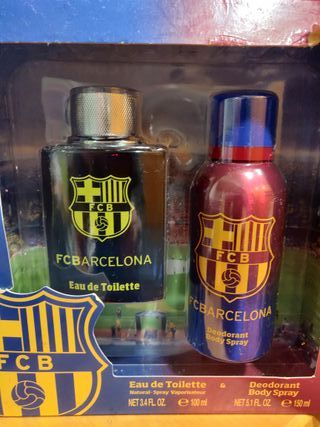 FCB
FCBARCELONA
Eau de Toilette
FCB
FCBARCELONA
Deodorant
Body Spray
FCB
Eau de Toilette
Natural-Spray Vaporisateur
NET 3.4 FL. OZ. e 100 ml
&
Deodorant
Body Spray
NET 5.1 FL. OZ. e 150 ml